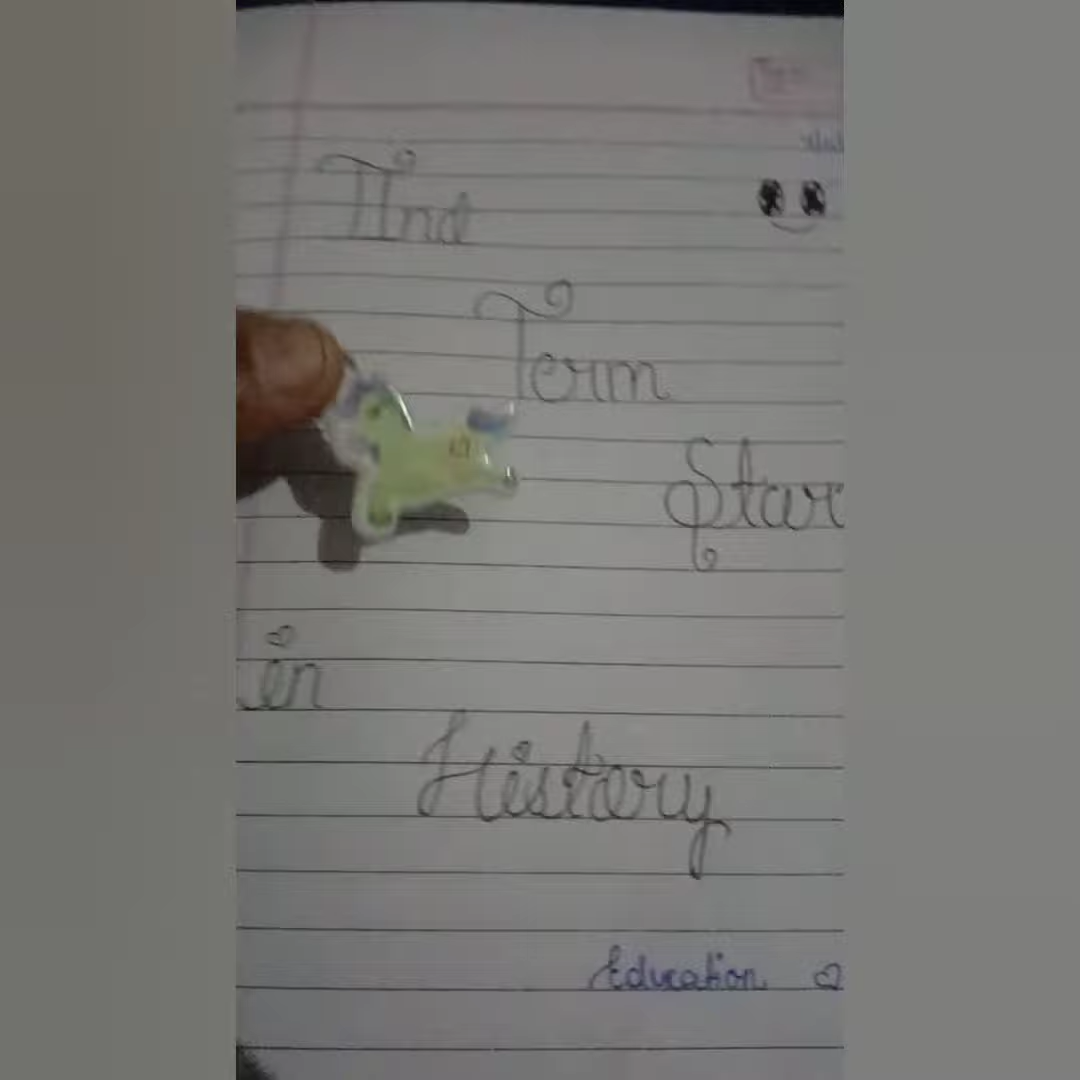 IInd
Term
Star
in
History
Education ♡